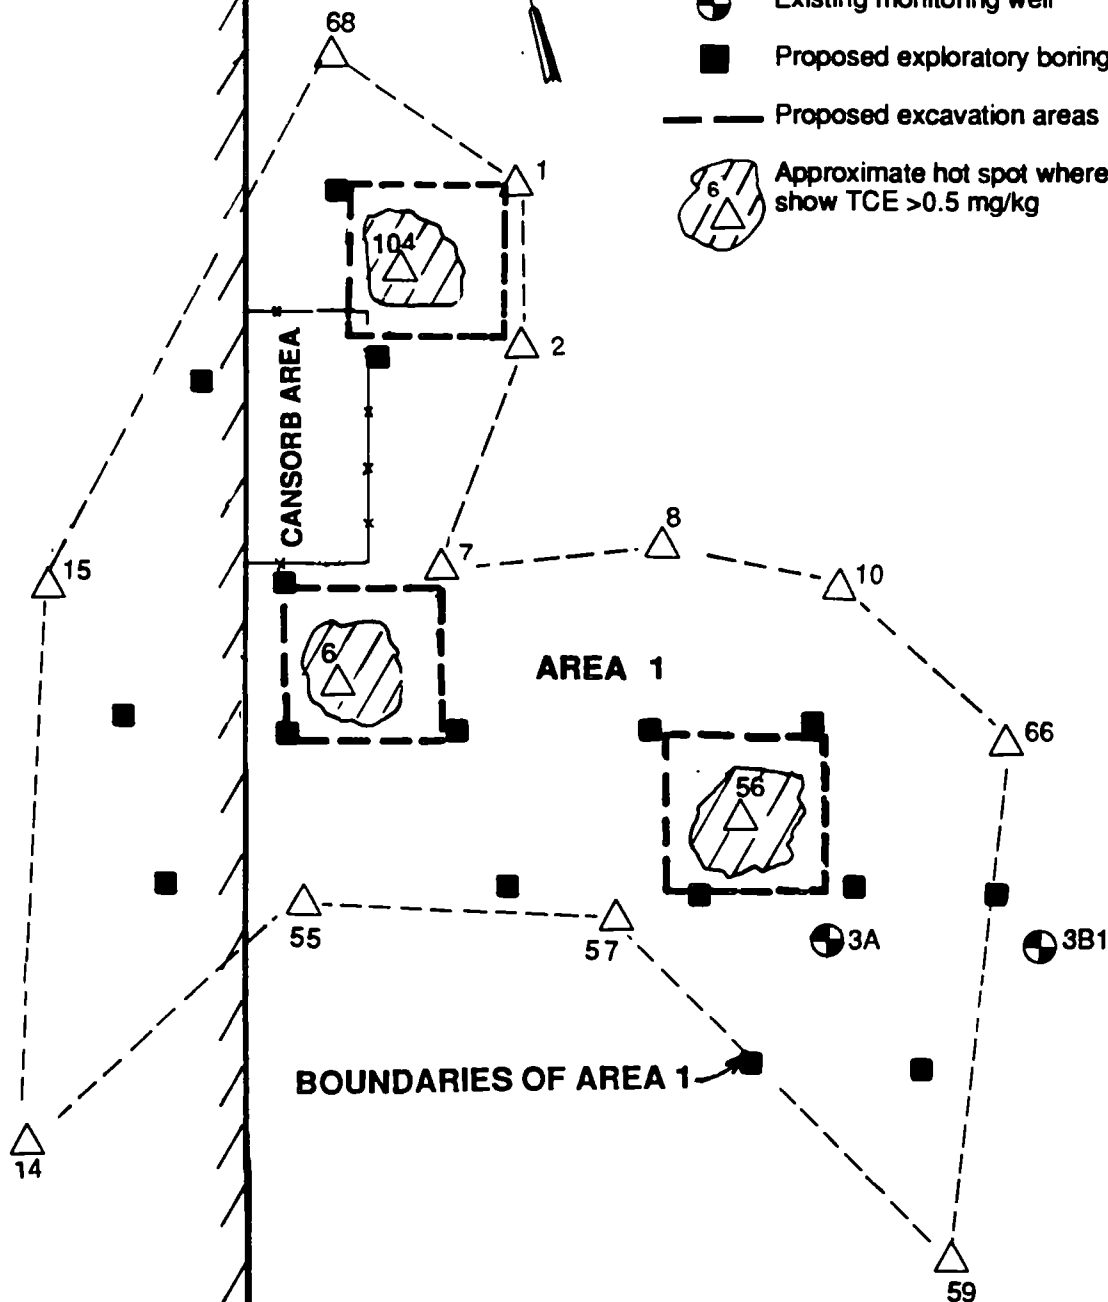 Existing monitoring well
68
Proposed exploratory boring
Proposed excavation areas
1
Approximate hot spot where
6
show TCE >0.5 mg/kg
104
2
CANSORB AREA
8
7
15
10
6
AREA 1
66
56
55
57
3A
3B1
BOUNDARIES OF AREA 1
14
59